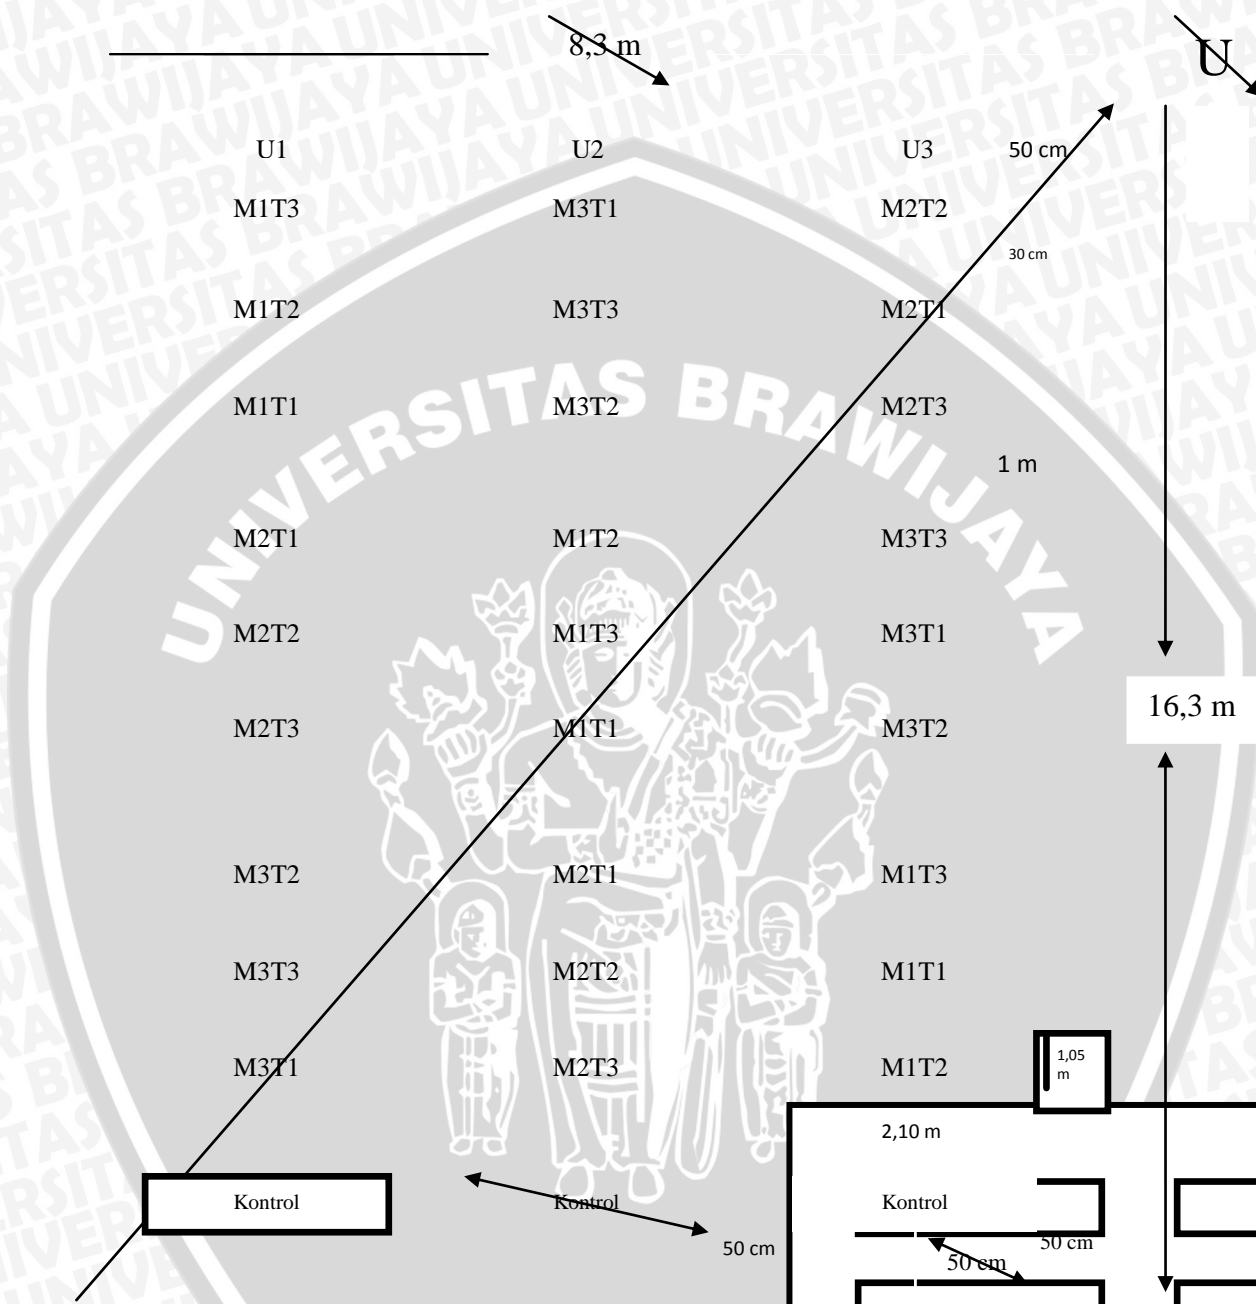 8,3 m
U
U1 U2 U3 50 cm
M1T3 M3T1 M2T2
30 cm
M1T2 M3T3 M2T1
M1T1 M3T2 M2T3
UNIVERSITAS BRAWIJAYA
1 m
M2T1 M1T2 M3T3
M2T2 M1T3 M3T1
16,3 m
M2T3 M1T1 M3T2
M3T2 M2T1 M1T3
M3T3 M2T2 M1T1
1,05
m
M3T1 M2T3 M1T2
2,10 m
Kontrol Kontrol Kontrol
50 cm
50 cm
50 cm